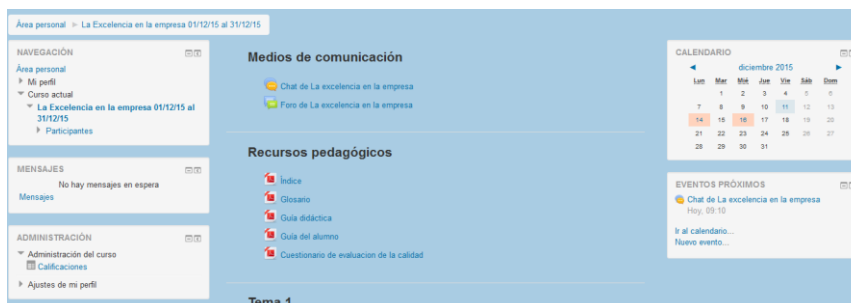 Área personal ► La Excelencia en la empresa 01/12/15 al 31/12/15
NAVEGACIÓN
Área personal
Mi perfil
Curso actual
La Excelencia en la empresa 01/12/15 al
31/12/15
Participantes
MENSAJES
No hay mensajes en espera
Mensajes
ADMINISTRACIÓN
Administración del curso
Calificaciones
Ajustes de mi perfil
Medios de comunicación
Chat de La excelencia en la empresa
Foro de La excelencia en la empresa
Recursos pedagógicos
Índice
Glosario
Guía didáctica
Guía del alumno
Cuestionario de evaluacion de la calidad
Tema 1
CALENDARIO
◄ diciembre 2015 ►
Lun Mar Mié Jue Vie Sáb Dom
1 2 3 4 5 6
7 8 9 10 11 12 13
14 15 16 17 18 19 20
21 22 23 24 25 26 27
28 29 30 31
EVENTOS PRÓXIMOS
Chat de La excelencia en la empresa
Hoy, 09:10
Ir al calendario...
Nuevo evento...